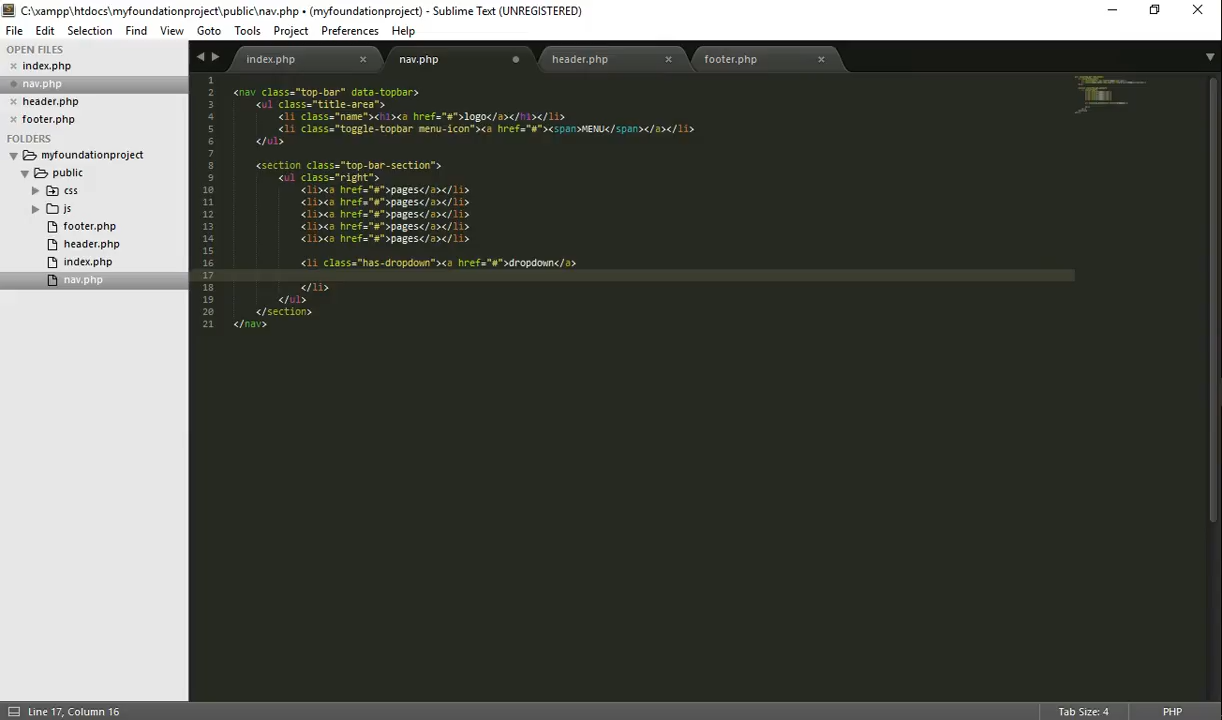 C:\xampp\htdocs\myfoundationproject\public\nav.php • (myfoundationproject) - Sublime Text (UNREGISTERED)
File Edit Selection Find View Goto Tools Project Preferences Help
OPEN FILES
index.php
nav.php
header.php
footer.php
FOLDERS
myfoundationproject
public
css
js
footer.php
header.php
index.php
nav.php
index.php nav.php header.php footer.php
1
2 <nav class="top-bar" data-topbar>
3 <ul class="title-area">
4 <li class="name"><h1><a href="#">logo</a></h1></li>
5 <li class="toggle-topbar menu-icon"><a href="#"><span>MENU</span></a></li>
6 </ul>
7
8 <section class="top-bar-section">
9 <ul class="right">
10 <li><a href="#">pages</a></li>
11 <li><a href="#">pages</a></li>
12 <li><a href="#">pages</a></li>
13 <li><a href="#">pages</a></li>
14 <li><a href="#">pages</a></li>
15
16 <li class="has-dropdown"><a href="#">dropdown</a>
17
18 </li>
19 </ul>
20 </section>
21 </nav>
Line 17, Column 16 Tab Size: 4 PHP